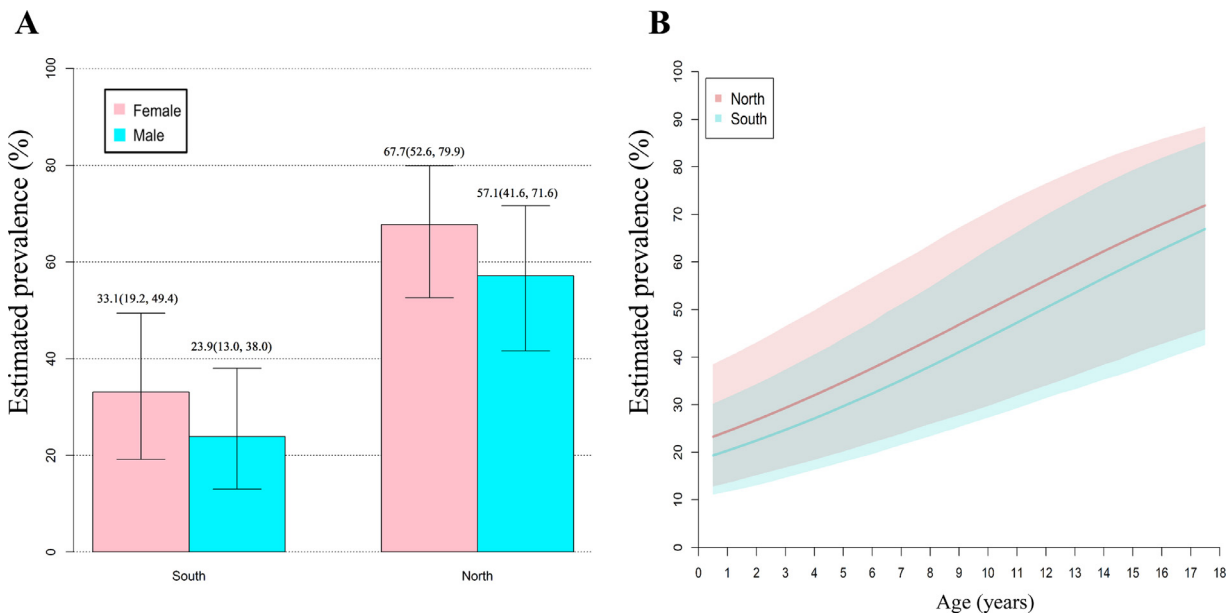 A
Estimated prevalence (%)
100
80
60
40
20
0
Female
Male
33.1(19.2, 49.4)
23.9(13.0, 38.0)
67.7(52.6, 79.9)
57.1(41.6, 71.6)
South
North
B
Estimated prevalence (%)
100
90
80
70
60
50
40
30
20
10
0
North
South
0 1 2 3 4 5 6 7 8 9 10 11 12 13 14 15 16 17 18
Age (years)